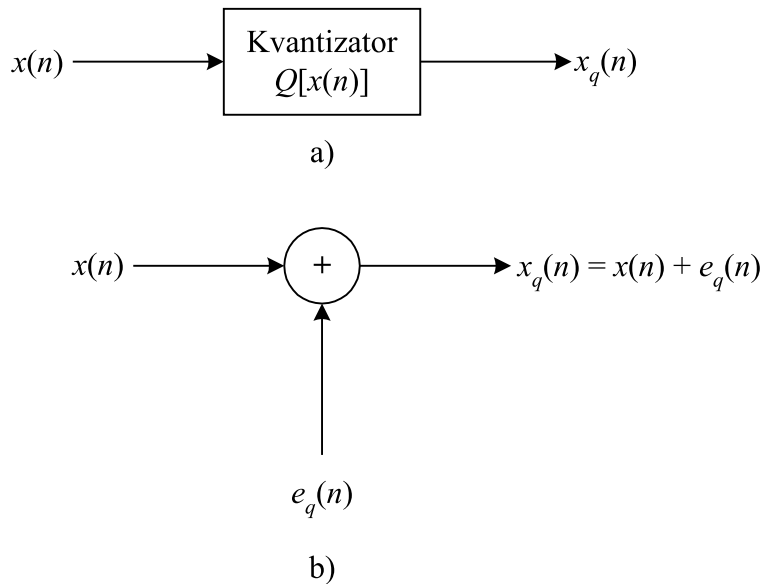 x(n)
Kvantizator
Q[x(n)]
x_q(n)
a)
x(n)
+
x_q(n) = x(n) + e_q(n)
e_q(n)
b)